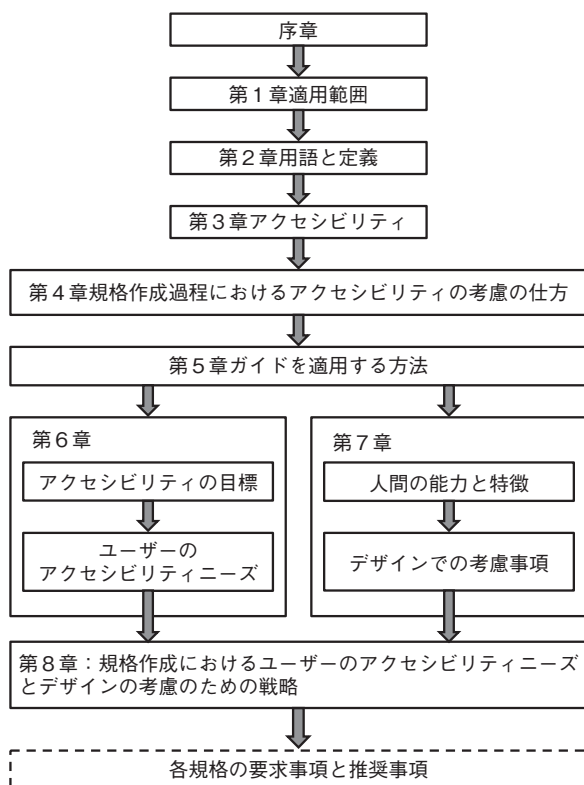 序章
第１章適用範囲
第２章用語と定義
第３章アクセシビリティ
第４章規格作成過程におけるアクセシビリティの考慮の仕方
第５章ガイドを適用する方法
第６章
アクセシビリティの目標
ユーザーの
アクセシビリティニーズ
第７章
人間の能力と特徴
デザインでの考慮事項
第８章：規格作成におけるユーザーのアクセシビリティニーズ
とデザインの考慮のための戦略
各規格の要求事項と推奨事項